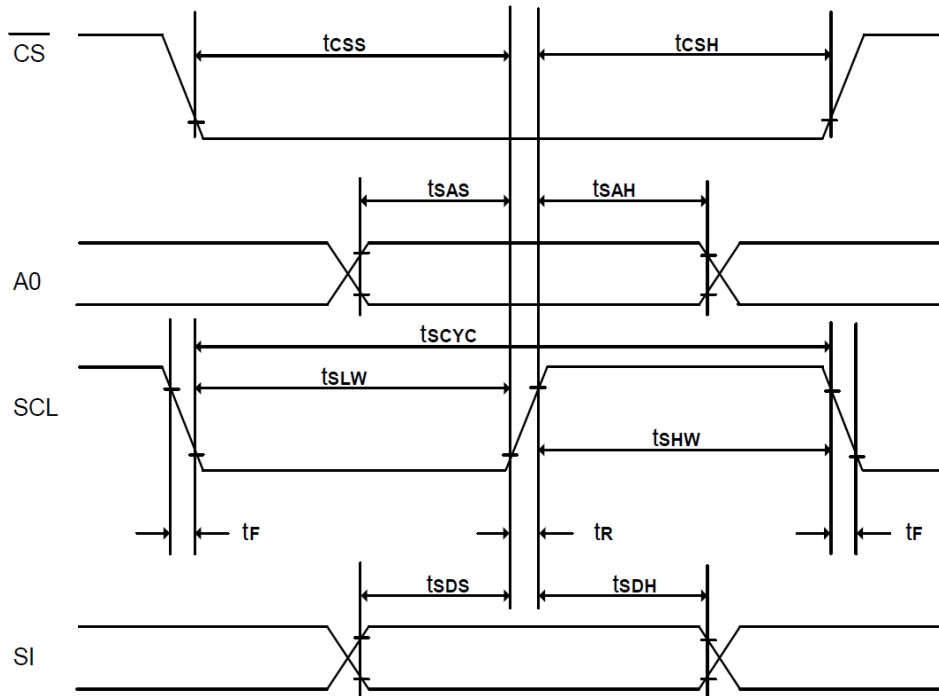 CS
tCSS
tCSH
tSAS
tSAH
A0
tSCYC
tSLW
SCL
tSHW
tF
tR
tF
tSDS
tSDH
SI